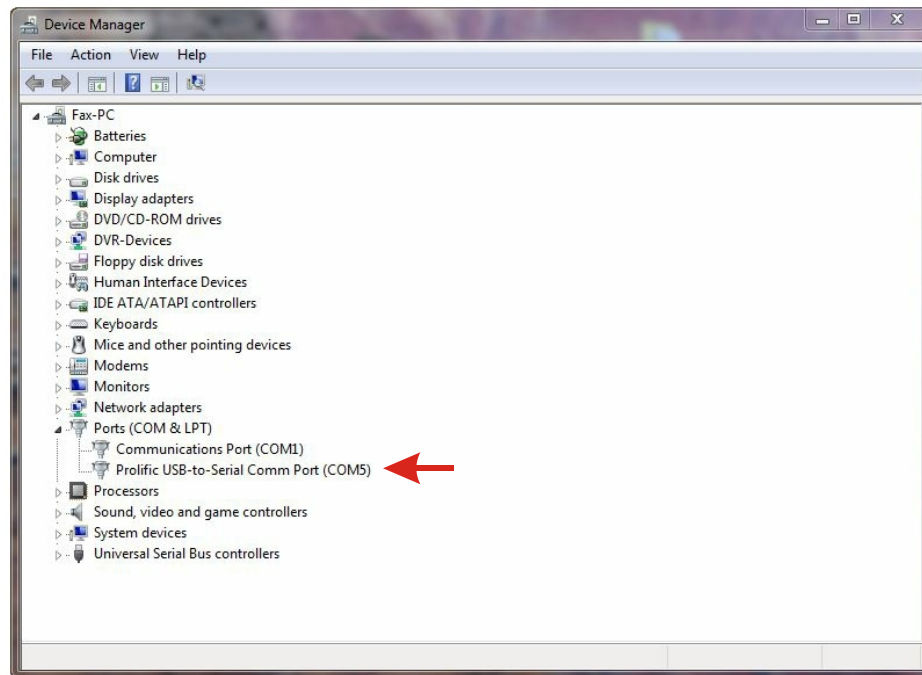 Device Manager
File Action View Help
Fax-PC
Batteries
Computer
Disk drives
Display adapters
DVD/CD-ROM drives
DVR-Devices
Floppy disk drives
Human Interface Devices
IDE ATA/ATAPI controllers
Keyboards
Mice and other pointing devices
Modems
Monitors
Network adapters
Ports (COM & LPT)
Communications Port (COM1)
Prolific USB-to-Serial Comm Port (COM5)
Processors
Sound, video and game controllers
System devices
Universal Serial Bus controllers